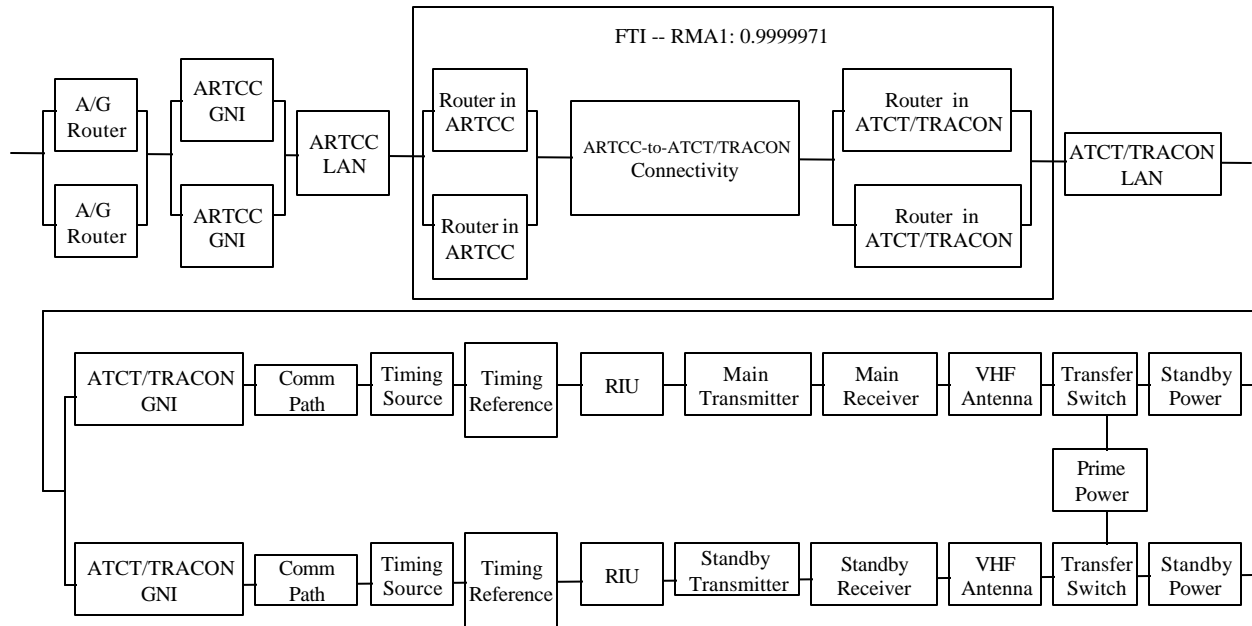 FTI -- RMA1: 0.9999971
A/G
Router
A/G
Router
ARTCC
GNI
ARTCC
GNI
ARTCC
LAN
Router in
ARTCC
Router in
ARTCC
ARTCC-to-ATCT/TRACON
Connectivity
Router in
ATCT/TRACON
Router in
ATCT/TRACON
ATCT/TRACON
LAN
ATCT/TRACON
GNI
Comm
Path
Timing
Source
Timing
Reference
RIU
Main
Transmitter
Main
Receiver
VHF
Antenna
Transfer
Switch
Standby
Power
Prime
Power
ATCT/TRACON
GNI
Comm
Path
Timing
Source
Timing
Reference
RIU
Standby
Transmitter
Standby
Receiver
VHF
Antenna
Transfer
Switch
Standby
Power